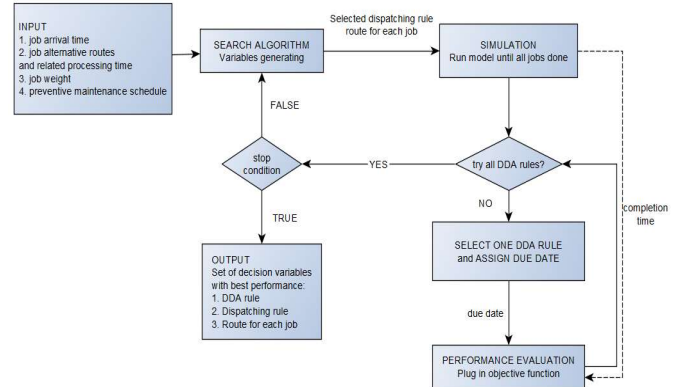 INPUT
1. job arrival time
2. job alternative routes
and related processing time
3. job weight
4. preventive maintenance schedule
SEARCH ALGORITHM
Variables generating
Selected dispatching rule
route for each job
SIMULATION
Run model until all jobs done
FALSE
stop
condition
YES
try all DDA rules?
TRUE
NO
completion
time
OUTPUT
Set of decision variables
with best performance:
1. DDA rule
2. Dispatching rule
3. Route for each job
SELECT ONE DDA RULE
and ASSIGN DUE DATE
due date
PERFORMANCE EVALUATION
Plug in objective function